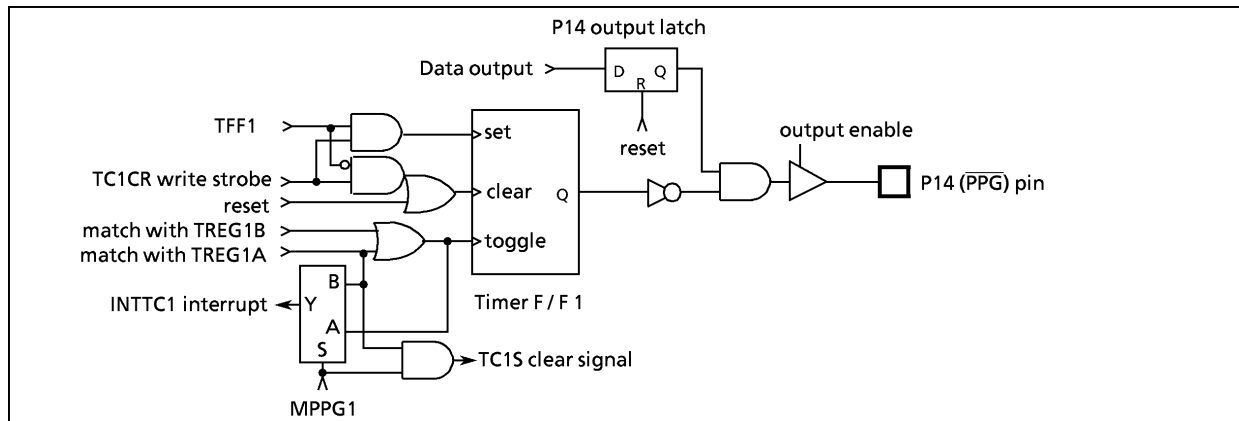 P14 output latch
Data output
D
Q
R
TFF1
set
reset
output enable
TC1CR write strobe
clear
Q
P14 (P̅P̅G̅) pin
reset
match with TREG1B
toggle
match with TREG1A
B
INTTC1 interrupt
Y
Timer F / F 1
A
S
TC1S clear signal
MPPG1